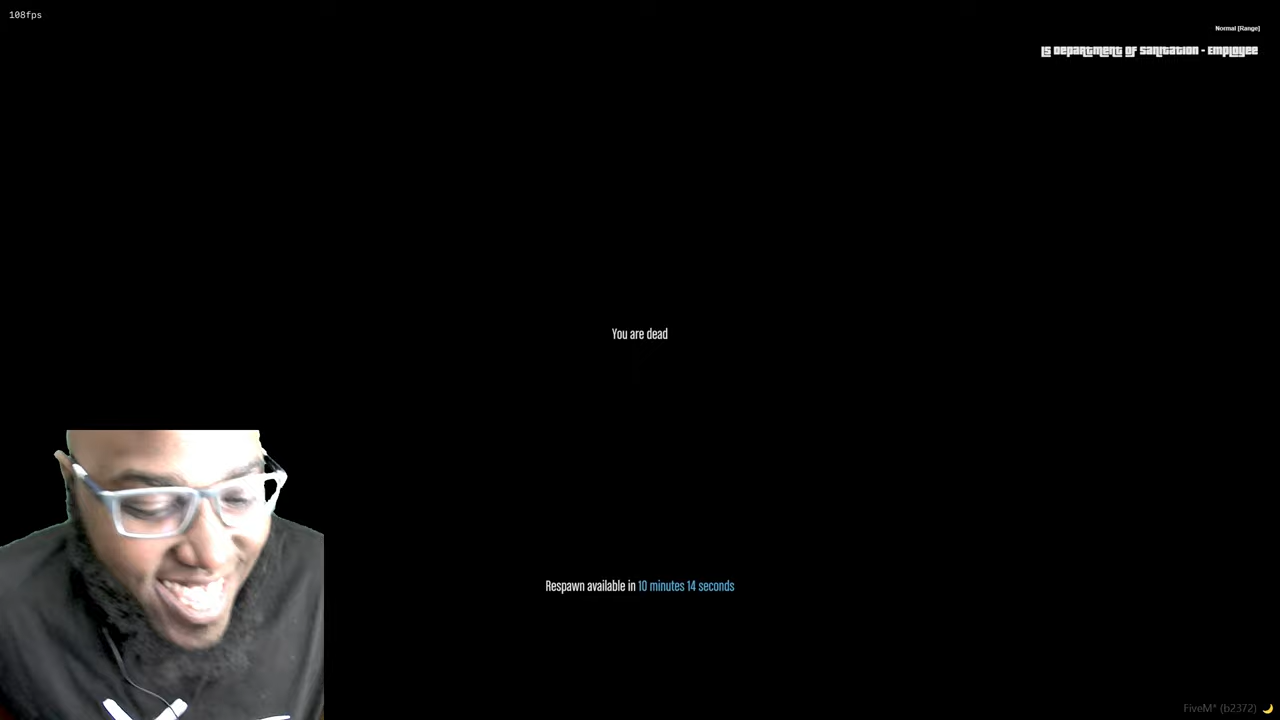 108fps
Normal [Range]
LS Department Of Sanitation - Employee
You are dead
Respawn available in 10 minutes 14 seconds
FiveM* (b2372) 🌙